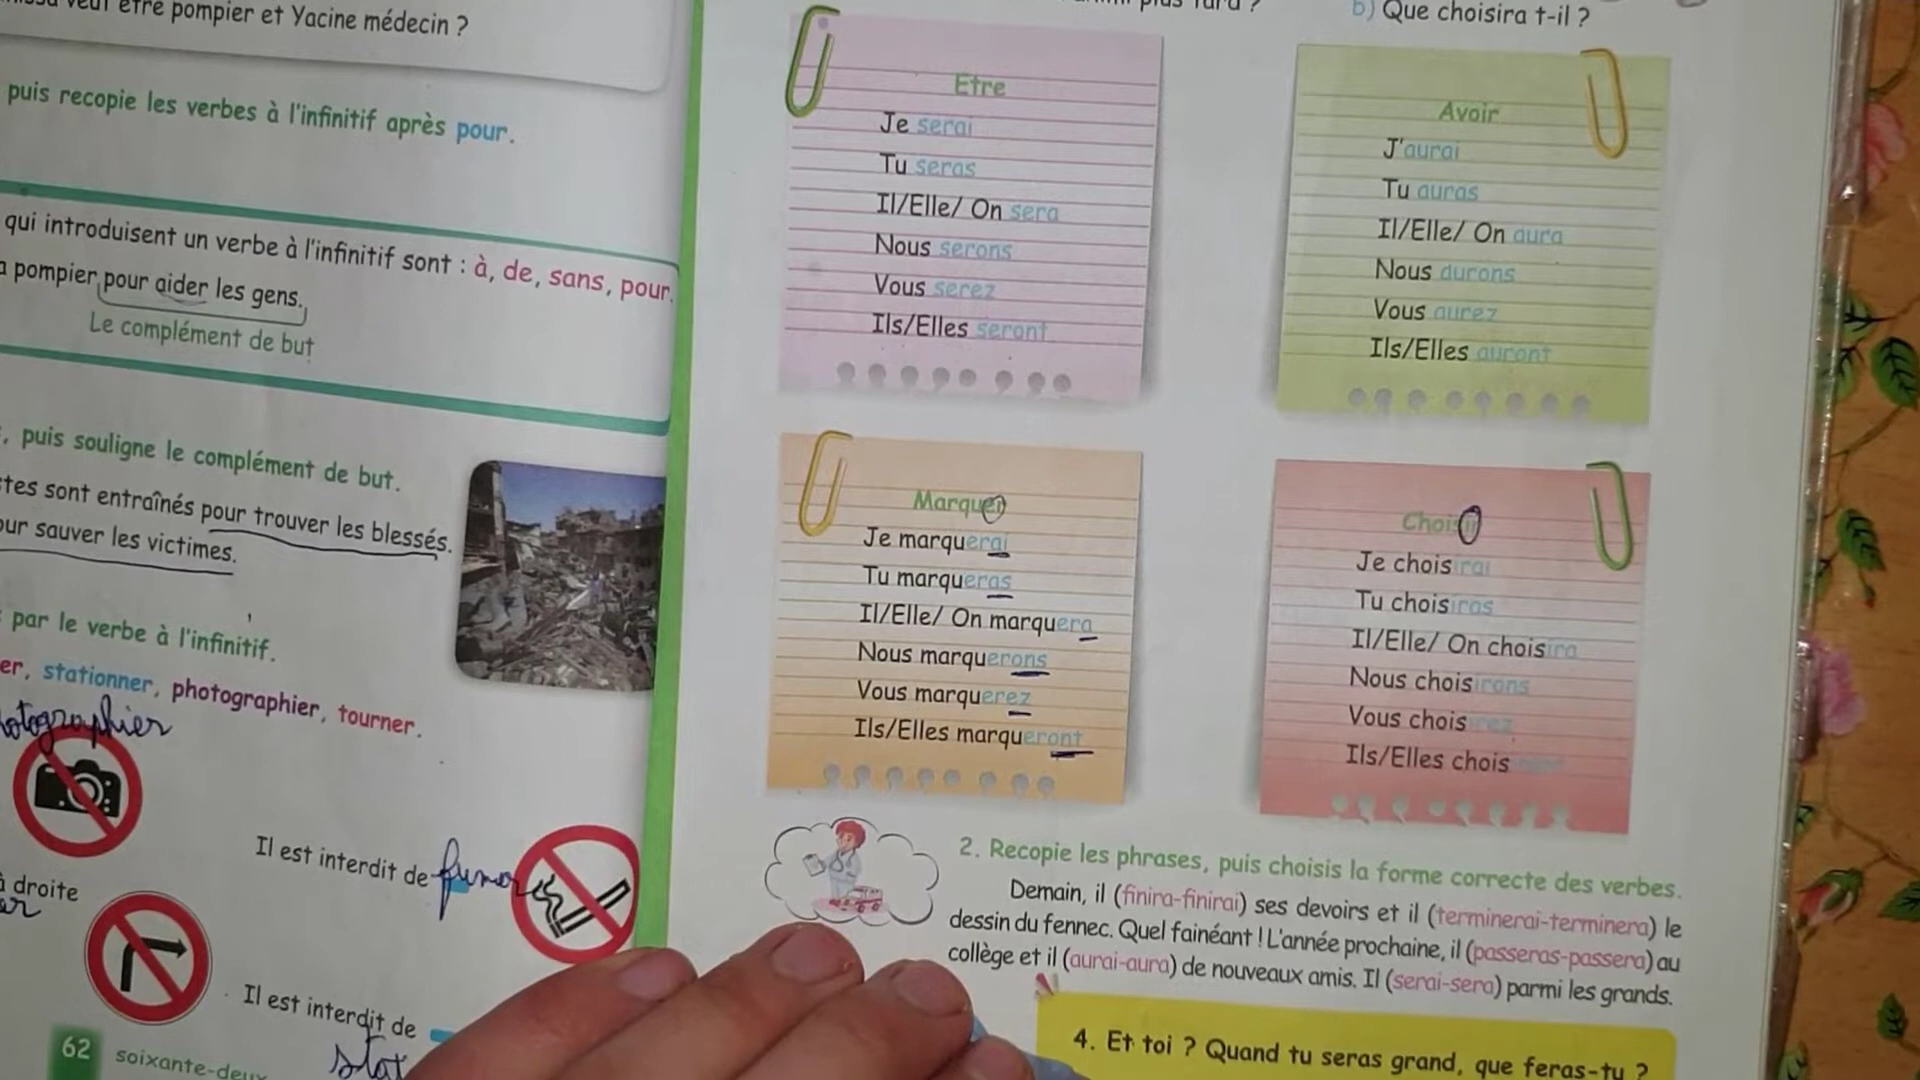 être pompier et Yacine médecin ?
puis recopie les verbes à l'infinitif après pour.
qui introduisent un verbe à l'infinitif sont : à, de, sans, pour.
pompier pour aider les gens.
Le complément de but
, puis souligne le complément de but.
tes sont entraînés pour trouver les blessés.
our sauver les victimes.
par le verbe à l'infinitif.
er, stationner, photographier, tourner.
otographier
Il est interdit de fumer
à droite
er
Il est interdit de
stat
62 soixante-deux
b) Que choisira t-il ?
Etre
Je serai
Tu seras
Il/Elle/ On sera
Nous serons
Vous serez
Ils/Elles seront
Avoir
J'aurai
Tu auras
Il/Elle/ On aura
Nous aurons
Vous aurez
Ils/Elles auront
Marquer
Je marquerai
Tu marqueras
Il/Elle/ On marquera
Nous marquerons
Vous marquerez
Ils/Elles marqueront
Choisir
Je choisirai
Tu choisiras
Il/Elle/ On choisira
Nous choisirons
Vous choisirez
Ils/Elles chois
2. Recopie les phrases, puis choisis la forme correcte des verbes.
Demain, il (finira-finirai) ses devoirs et il (terminerai-terminera) le
dessin du fennec. Quel fainéant ! L'année prochaine, il (passeras-passera) au
collège et il (aurai-aura) de nouveaux amis. Il (serai-sera) parmi les grands.
4. Et toi ? Quand tu seras grand, que feras-tu ?